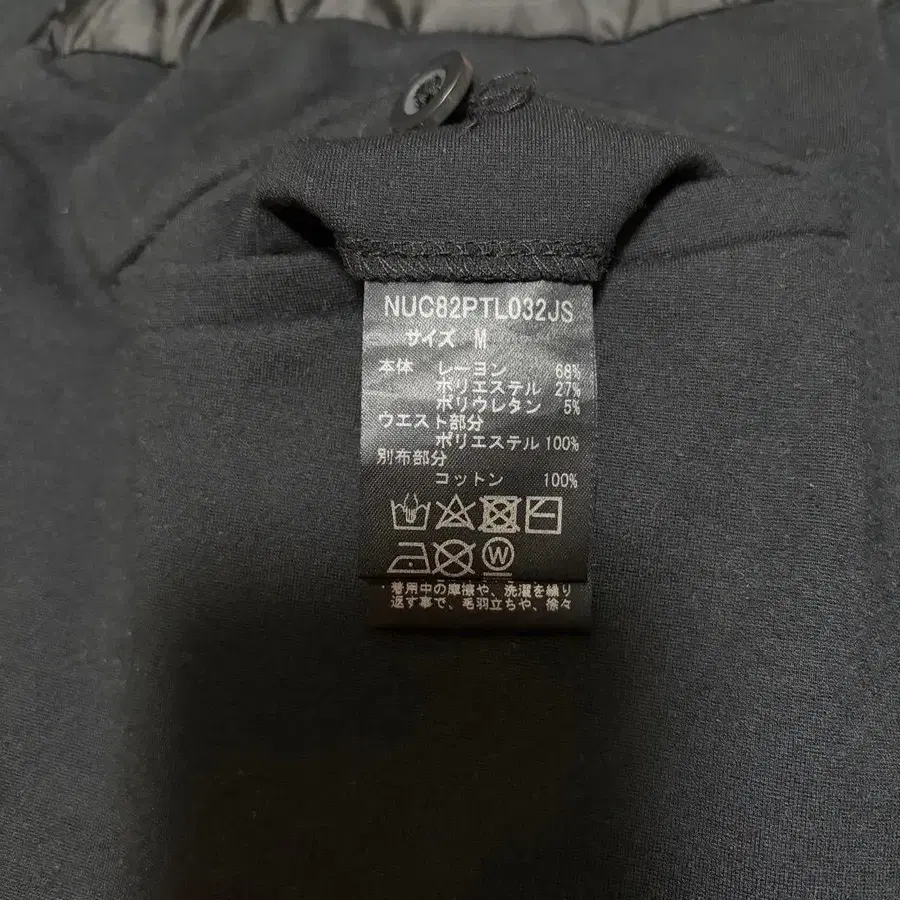 NUC82PTL032JS
サイズ M
本体 レーヨン 68%
ポリエステル 27%
ポリウレタン 5%
ウエスト部分
ポリエステル 100%
別布部分
コットン 100%
W
着用中の摩擦や、洗濯を繰り
返す事で、毛羽立ちや、徐々